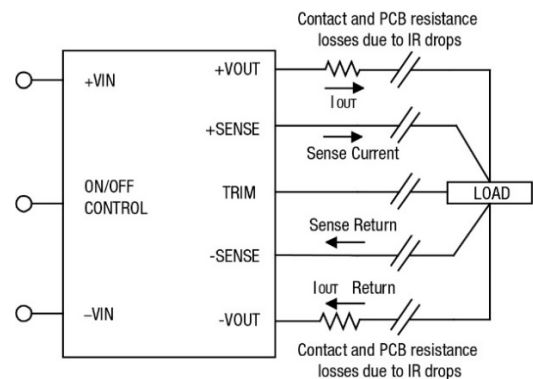 Contact and PCB resistance
losses due to IR drops
+VOUT
+VIN
IOUT
+SENSE
Sense Current
ON/OFF
CONTROL
TRIM
LOAD
Sense Return
-SENSE
IOUT Return
–VIN
-VOUT
Contact and PCB resistance
losses due to IR drops